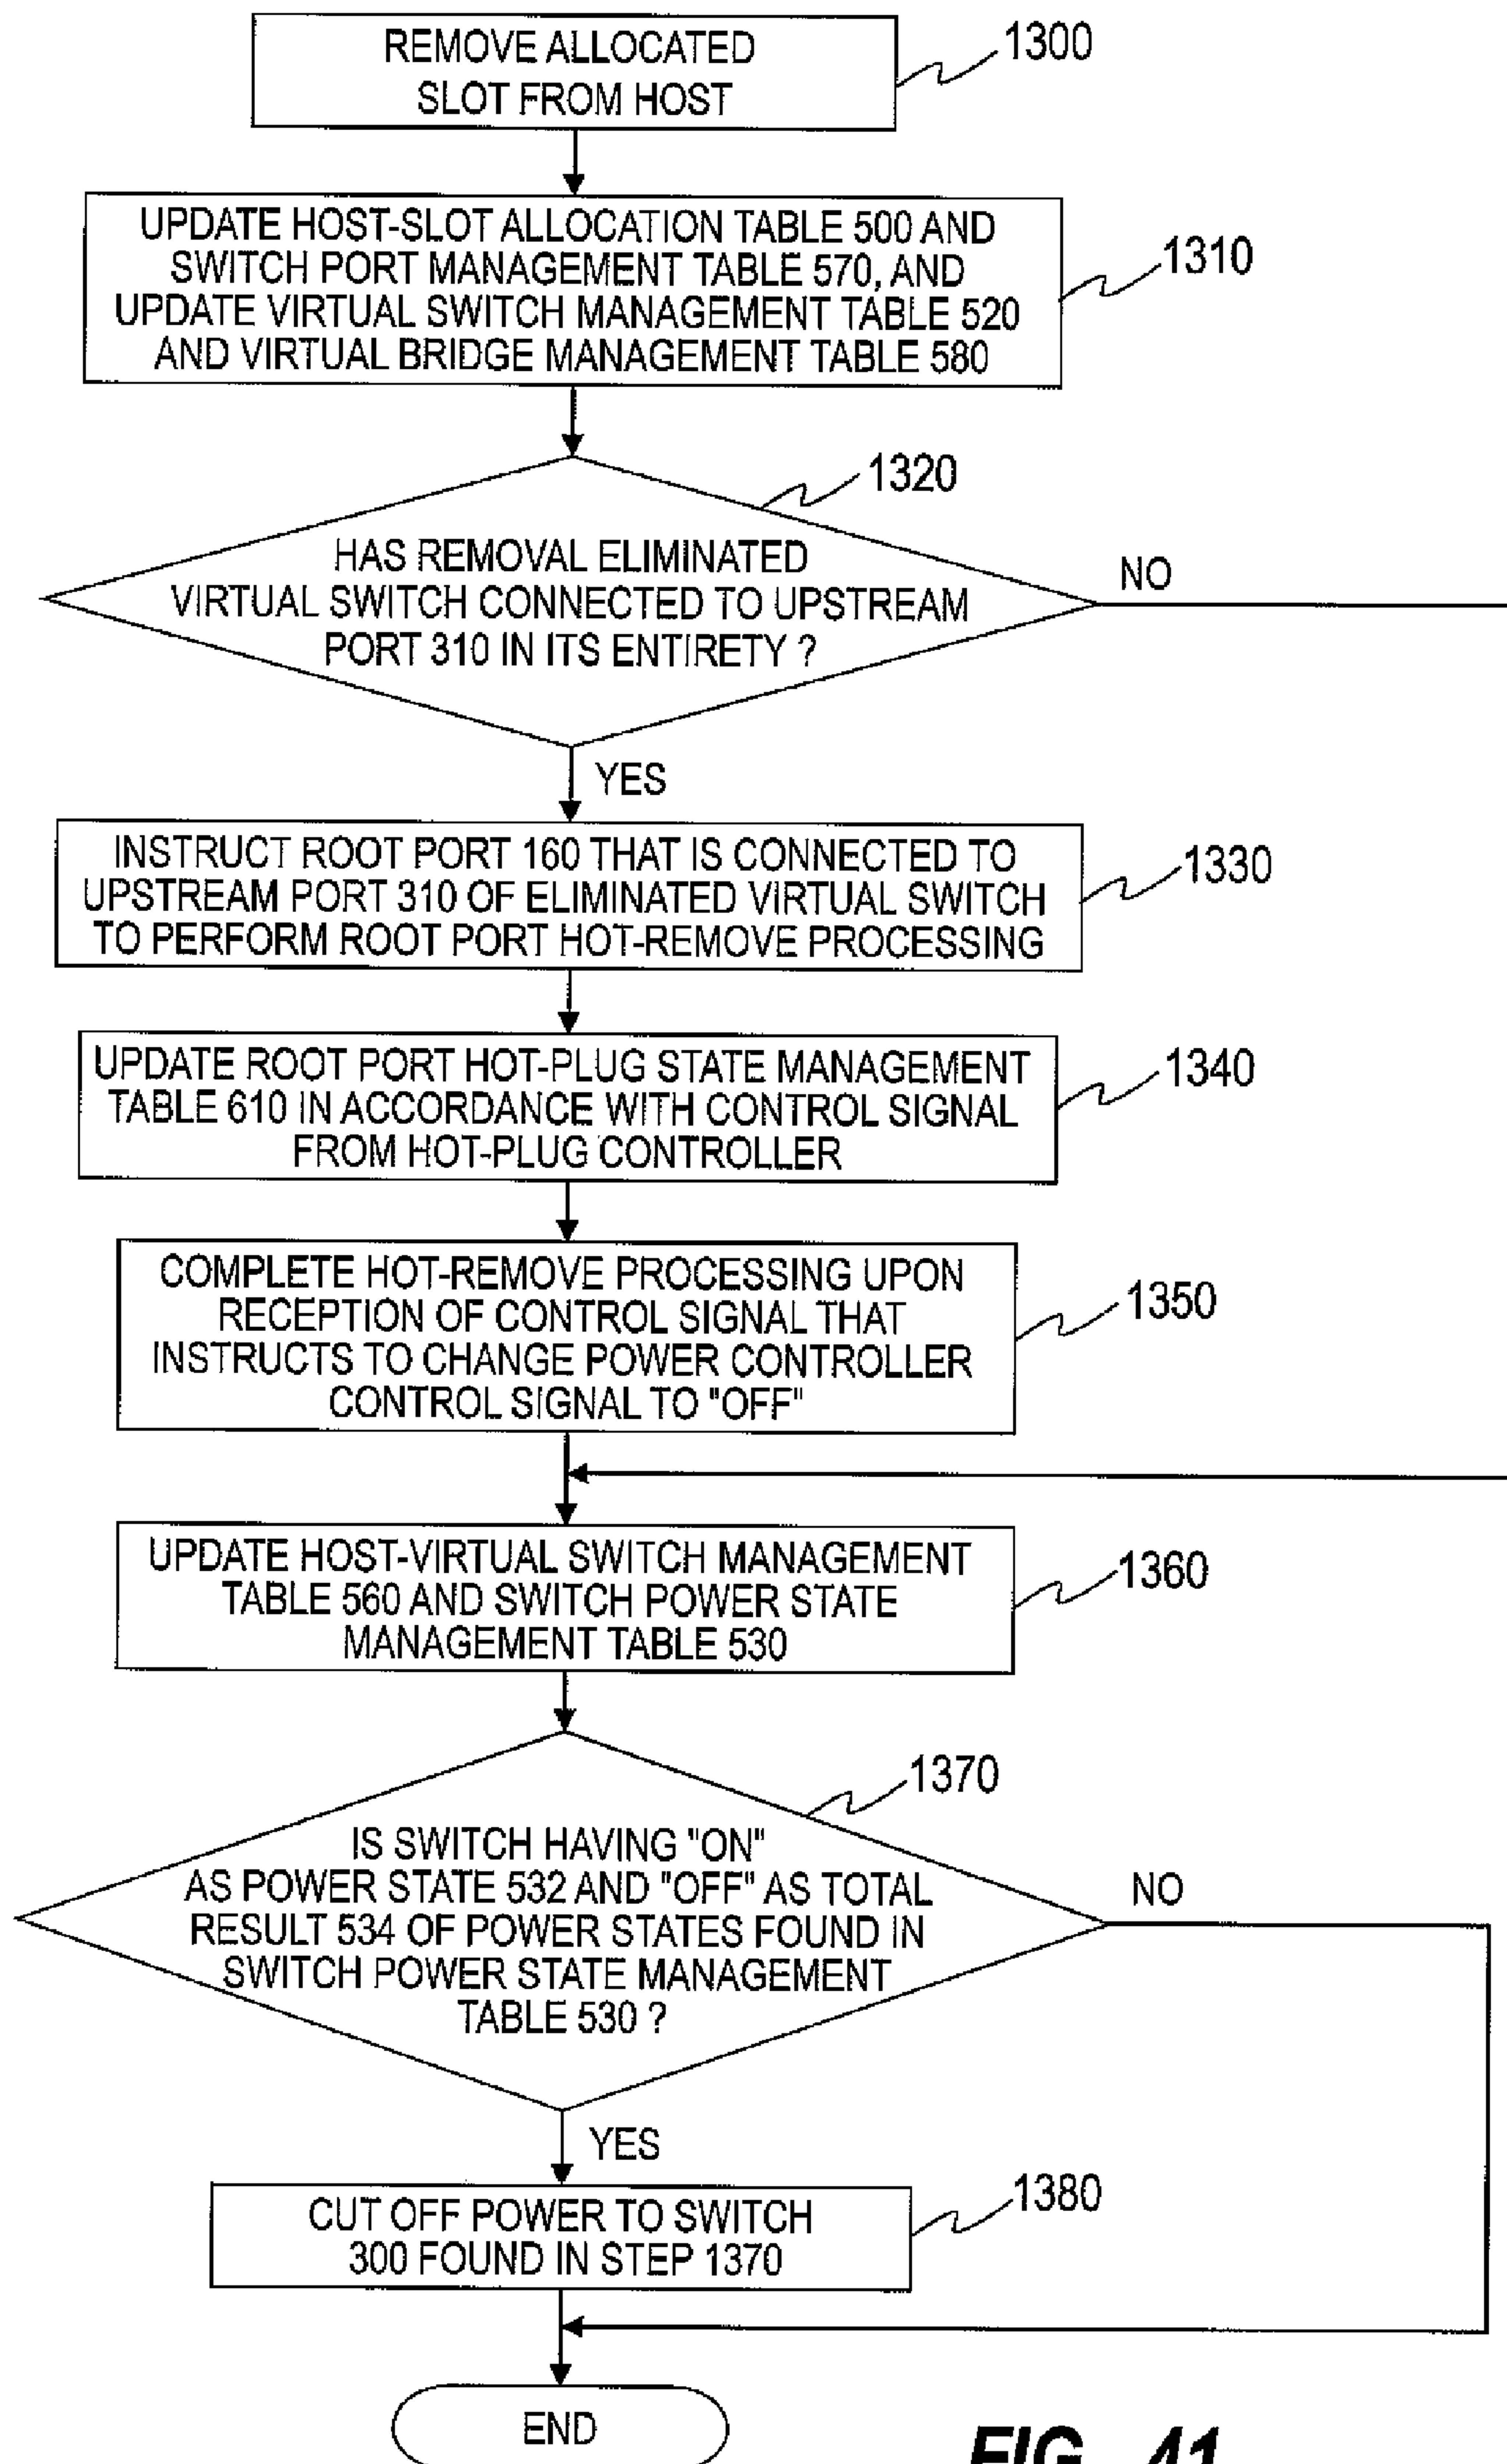 REMOVE ALLOCATED
SLOT FROM HOST
1300
UPDATE HOST-SLOT ALLOCATION TABLE 500 AND
SWITCH PORT MANAGEMENT TABLE 570, AND
UPDATE VIRTUAL SWITCH MANAGEMENT TABLE 520
AND VIRTUAL BRIDGE MANAGEMENT TABLE 580
1310
1320
HAS REMOVAL ELIMINATED
VIRTUAL SWITCH CONNECTED TO UPSTREAM
PORT 310 IN ITS ENTIRETY ?
NO
YES
INSTRUCT ROOT PORT 160 THAT IS CONNECTED TO
UPSTREAM PORT 310 OF ELIMINATED VIRTUAL SWITCH
TO PERFORM ROOT PORT HOT-REMOVE PROCESSING
1330
UPDATE ROOT PORT HOT-PLUG STATE MANAGEMENT
TABLE 610 IN ACCORDANCE WITH CONTROL SIGNAL
FROM HOT-PLUG CONTROLLER
1340
COMPLETE HOT-REMOVE PROCESSING UPON
RECEPTION OF CONTROL SIGNAL THAT
INSTRUCTS TO CHANGE POWER CONTROLLER
CONTROL SIGNAL TO "OFF"
1350
UPDATE HOST-VIRTUAL SWITCH MANAGEMENT
TABLE 560 AND SWITCH POWER STATE
MANAGEMENT TABLE 530
1360
1370
IS SWITCH HAVING "ON"
AS POWER STATE 532 AND "OFF" AS TOTAL
RESULT 534 OF POWER STATES FOUND IN
SWITCH POWER STATE MANAGEMENT
TABLE 530 ?
NO
YES
CUT OFF POWER TO SWITCH
300 FOUND IN STEP 1370
1380
END
FIG. 41